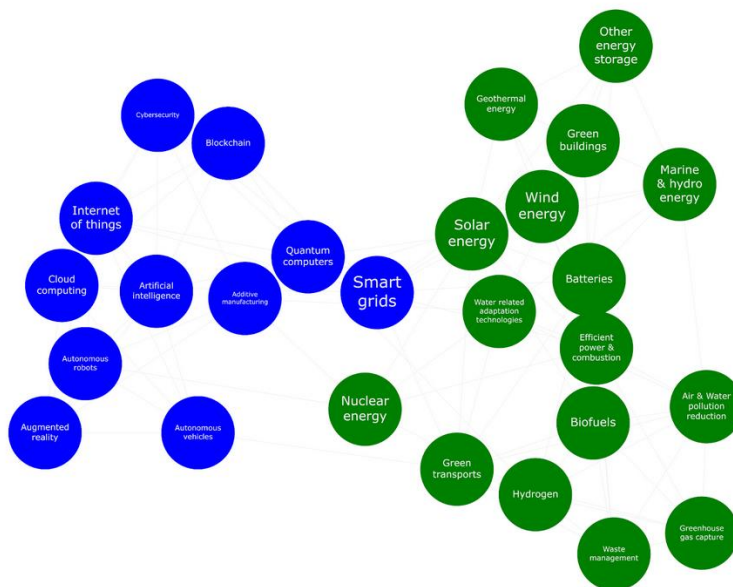 Other
energy
storage
Geothermal
energy
Cybersecurity
Blockchain
Green
buildings
Marine
& hydro
energy
Wind
energy
Internet
of things
Solar
energy
Quantum
computers
Cloud
computing
Artificial
intelligence
Additive
manufacturing
Smart
grids
Batteries
Water related
adaptation
technologies
Efficient
power &
combustion
Autonomous
robots
Nuclear
energy
Air & Water
pollution
reduction
Biofuels
Augmented
reality
Autonomous
vehicles
Green
transports
Hydrogen
Greenhouse
gas capture
Waste
management